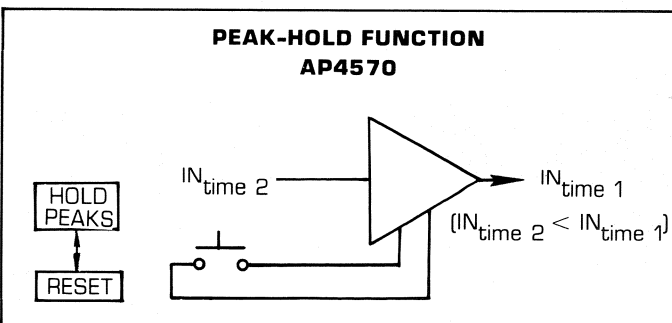 PEAK-HOLD FUNCTION
AP4570
IN time 2
IN time 1
(IN time 2 < IN time 1)
HOLD
PEAKS
RESET